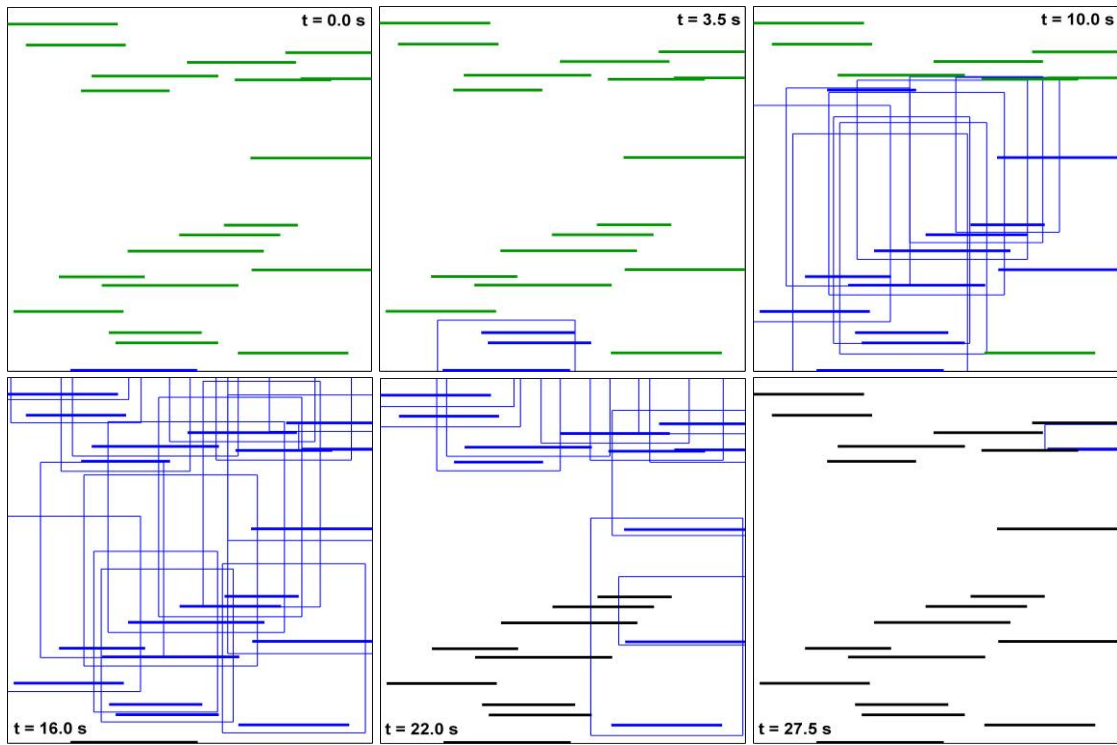 t = 0.0 s
t = 3.5 s
t = 10.0 s
t = 16.0 s
t = 22.0 s
t = 27.5 s